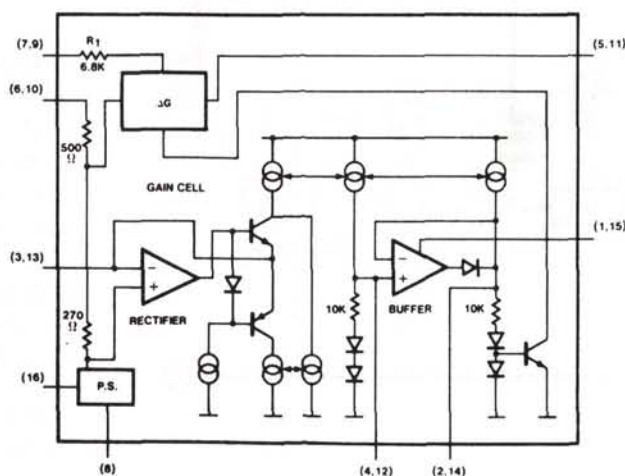 (7,9)
R1
6.8K
(5,11)
(6,10)
ΔG
500
Ω
GAIN CELL
(3,13)
(1,15)
RECTIFIER
BUFFER
10K
10K
270
Ω
(16)
P.S.
(8)
(4,12)
(2,14)